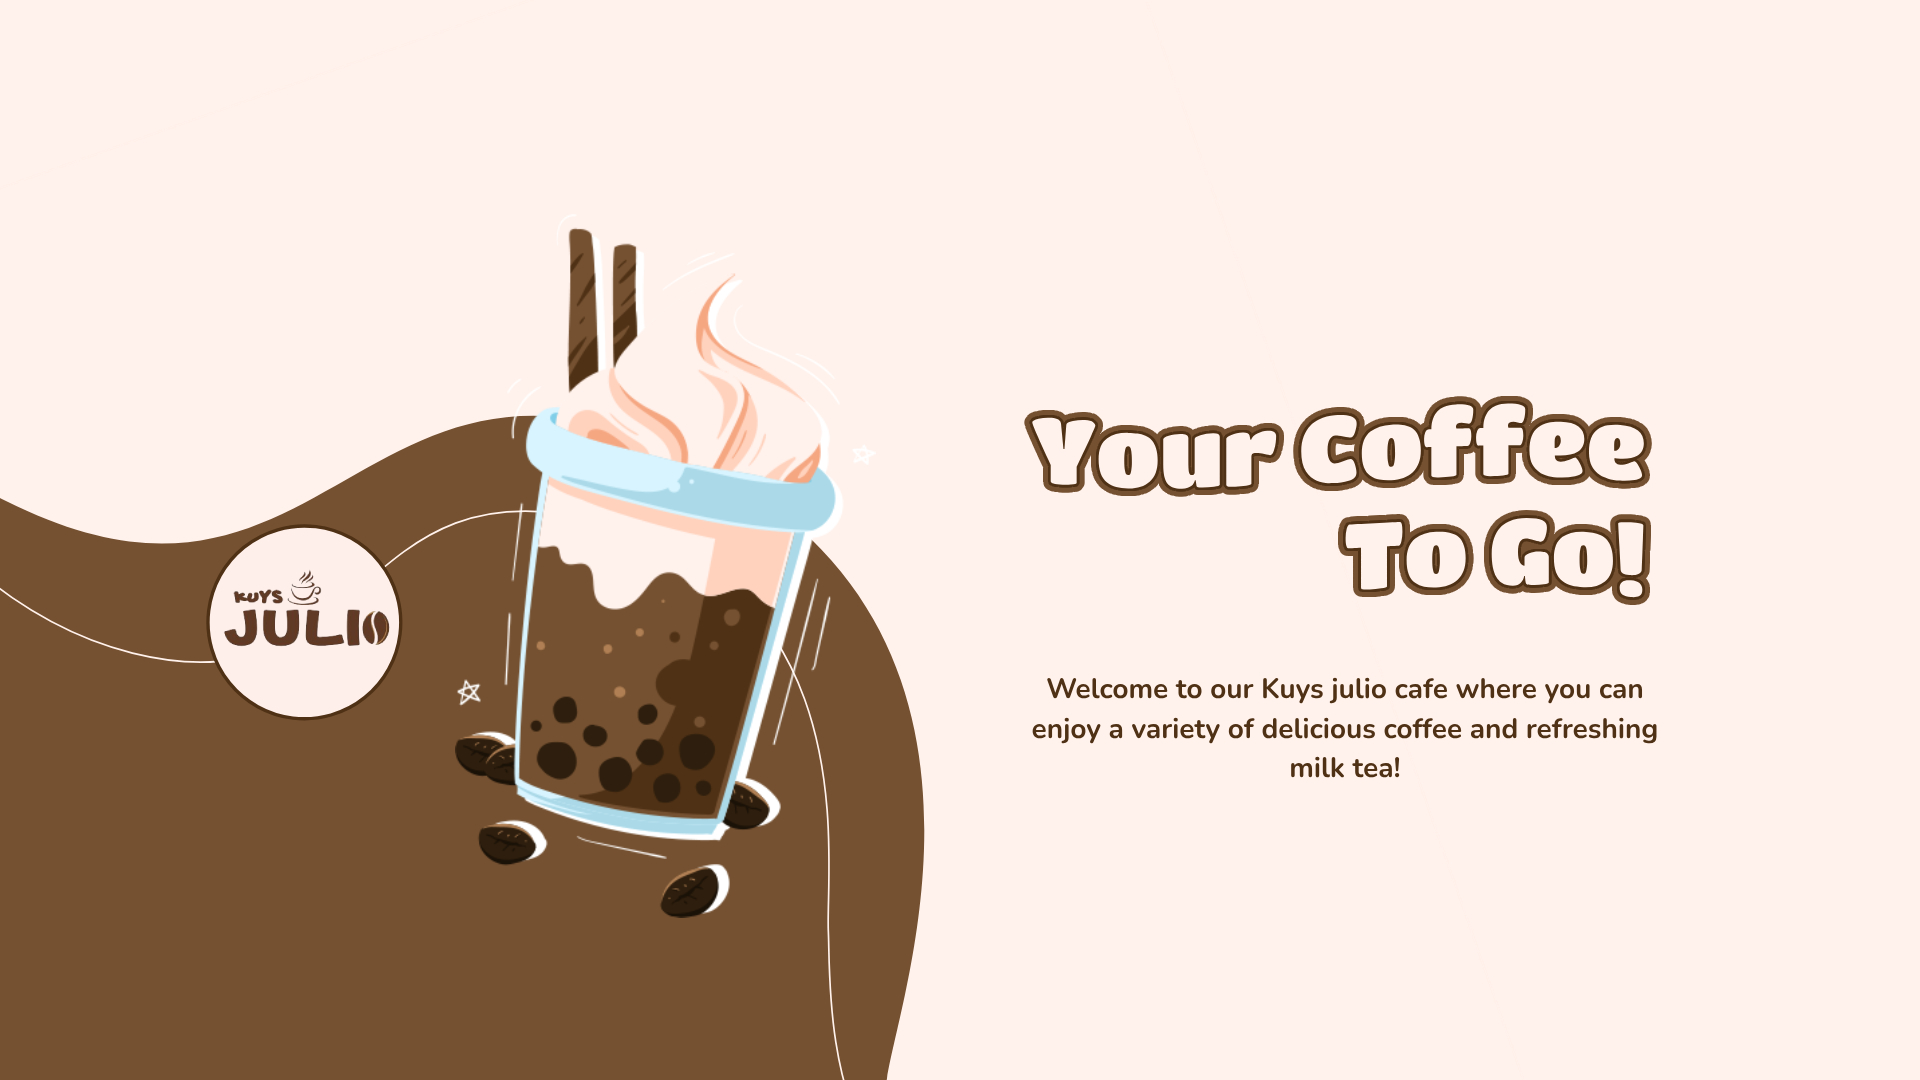 KUYS
JULIO
Your Coffee
To Go!
Welcome to our Kuys julio cafe where you can
enjoy a variety of delicious coffee and refreshing
milk tea!